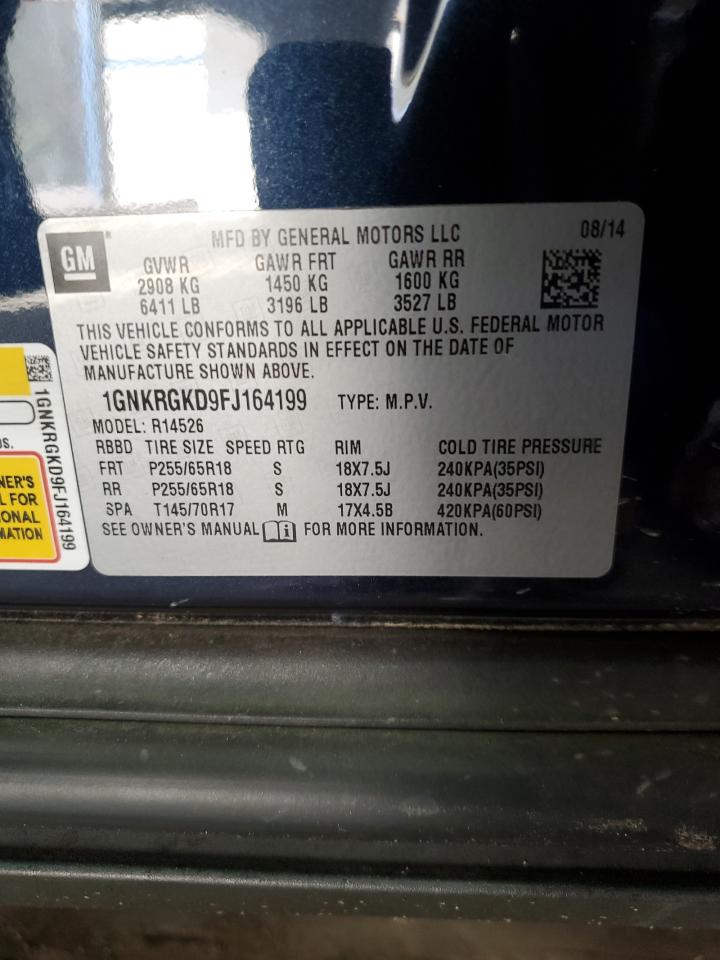 GM
MFD BY GENERAL MOTORS LLC 08/14
GVWR GAWR FRT GAWR RR
2908 KG 1450 KG 1600 KG
6411 LB 3196 LB 3527 LB
THIS VEHICLE CONFORMS TO ALL APPLICABLE U.S. FEDERAL MOTOR
VEHICLE SAFETY STANDARDS IN EFFECT ON THE DATE OF
MANUFACTURE SHOWN ABOVE.
1GNKRGKD9FJ164199 TYPE: M.P.V.
MODEL: R14526
RBBD TIRE SIZE SPEED RTG RIM COLD TIRE PRESSURE
FRT P255/65R18 S 18X7.5J 240KPA(35PSI)
RR P255/65R18 S 18X7.5J 240KPA(35PSI)
SPA T145/70R17 M 17X4.5B 420KPA(60PSI)
SEE OWNER'S MANUAL i FOR MORE INFORMATION.
1GNKRGKD9FJ164199
NER'S
L FOR
ONAL
MATION